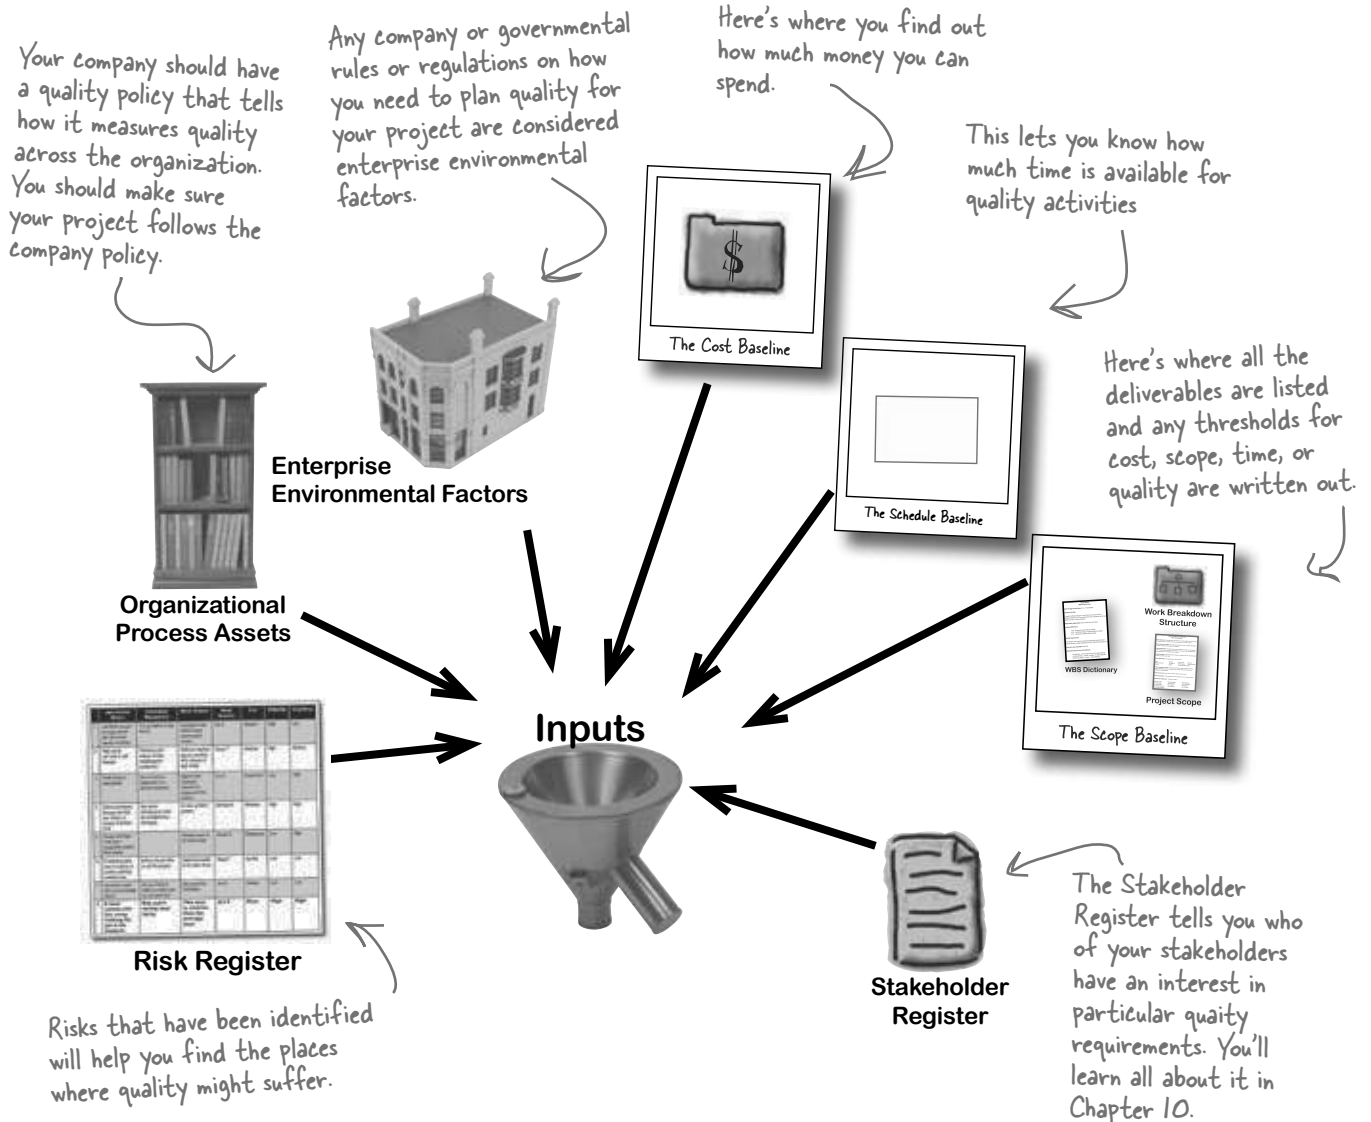 Your company should have
a quality policy that tells
how it measures quality
across the organization.
You should make sure
your project follows the
company policy.
Any company or governmental
rules or regulations on how
you need to plan quality for
your project are considered
enterprise environmental
factors.
Here's where you find out
how much money you can
spend.
This lets you know how
much time is available for
quality activities
Here's where all the
deliverables are listed
and any thresholds for
cost, scope, time, or
quality are written out.
$
The Cost Baseline
The Schedule Baseline
Work Breakdown
Structure
WBS Dictionary
Project Scope
The Scope Baseline
Enterprise
Environmental Factors
Organizational
Process Assets
Inputs
Risk Register
Risks that have been identified
will help you find the places
where quality might suffer.
Stakeholder
Register
The Stakeholder
Register tells you who
of your stakeholders
have an interest in
particular quaity
requirements. You'll
learn all about it in
Chapter 10.